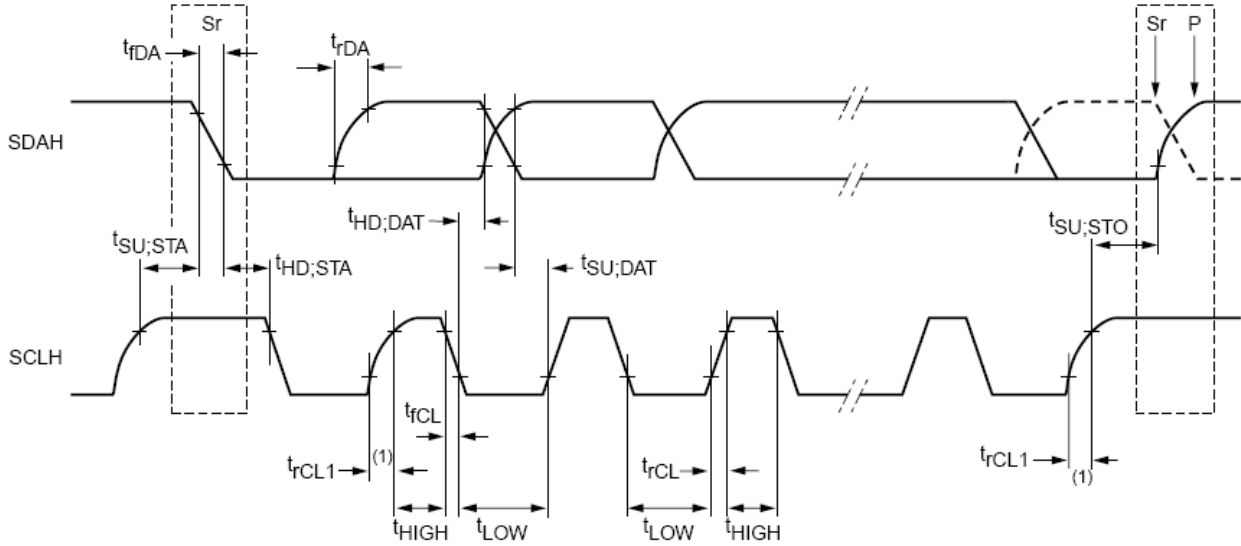 Sr
Sr P
tfDA
trDA
SDAH
tHD;DAT
tSU;STA
tSU;STO
tHD;STA
tSU;DAT
SCLH
tfCL
trCL1
(1)
trCL
trCL1
(1)
tHIGH
tLOW
tLOW
tHIGH